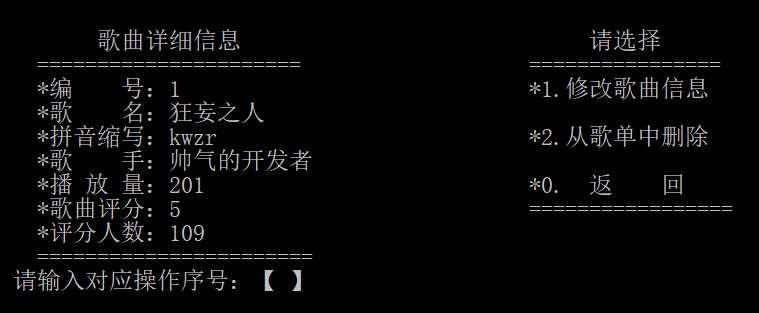 歌曲详细信息
======================
*编    号: 1
*歌    名: 狂妄之人
*拼音缩写: kwzr
*歌    手: 帅气的开发者
*播 放 量: 201
*歌曲评分: 5
*评分人数: 109
=======================
请输入对应操作序号: 【 】
请选择
================
*1.修改歌曲信息
*2.从歌单中删除
*0.  返    回
=================